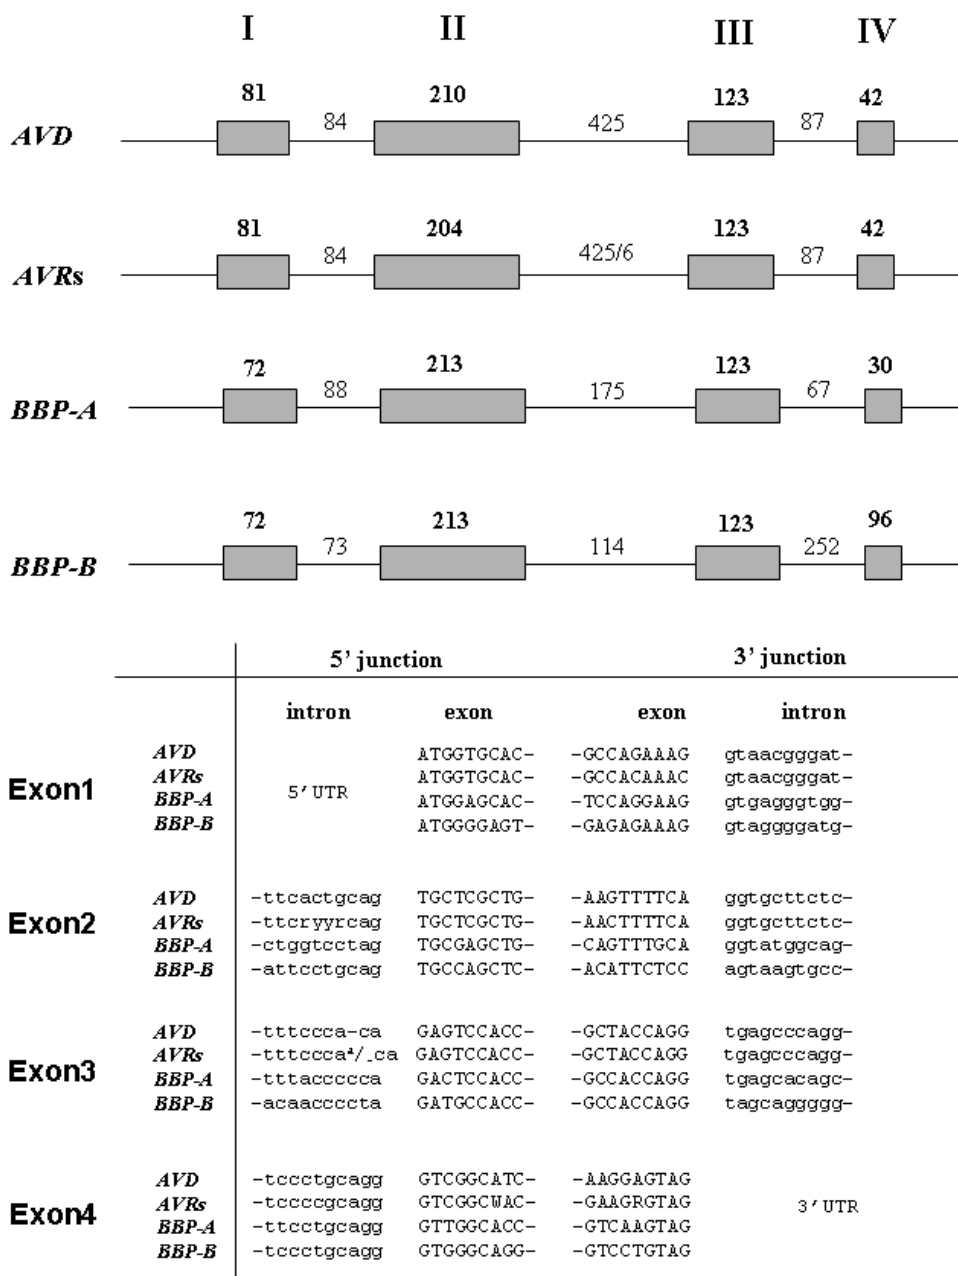 I II III IV
81 210 123 42
AVD 84 425 87
81 204 123 42
AVRs 84 425/6 87
72 213 123 30
BBP-A 88 175 67
72 213 123 96
BBP-B 73 114 252
5' junction 3' junction
intron exon exon intron
Exon1
AVD ATGGTGCAC- -GCCAGAAAG gtaacgggat-
AVRs ATGGTGCAC- -GCCACAAAC gtaacgggat-
5'UTR
BBP-A ATGGAGCAC- -TCCAGGAAG gtgagggtgg-
BBP-B ATGGGGAGT- -GAGAGAAAG gtaggggatg-
Exon2
AVD -ttcactgcag TGCTCGCTG- -AAGTTTTCA ggtgcttctc-
AVRs -ttcryyrcag TGCTCGCTG- -AACTTTTCA ggtgcttctc-
BBP-A -ctggtcctag TGCGAGCTG- -CAGTTTGCA ggtatggcag-
BBP-B -attcctgcag TGCCAGCTC- -ACATTCTCC agtaagtgcc-
Exon3
AVD -tttccca-ca GAGTCCACC- -GCTACCAGG tgagcccagg-
AVRs -tttcccaᵃ/_ca GAGTCCACC- -GCTACCAGG tgagcccagg-
BBP-A -tttaccccca GACTCCACC- -GCCACCAGG tgagcacagc-
BBP-B -acaaccccta GATGCCACC- -GCCACCAGG tagcaggggg-
Exon4
AVD -tccctgcagg GTCGGCATC- -AAGGAGTAG
AVRs -tccccgcagg GTCGGCWAC- -GAAGRGTAG
3'UTR
BBP-A -ttcctgcagg GTTGGCACC- -GTCAAGTAG
BBP-B -tccctgcagg GTGGGCAGG- -GTCCTGTAG